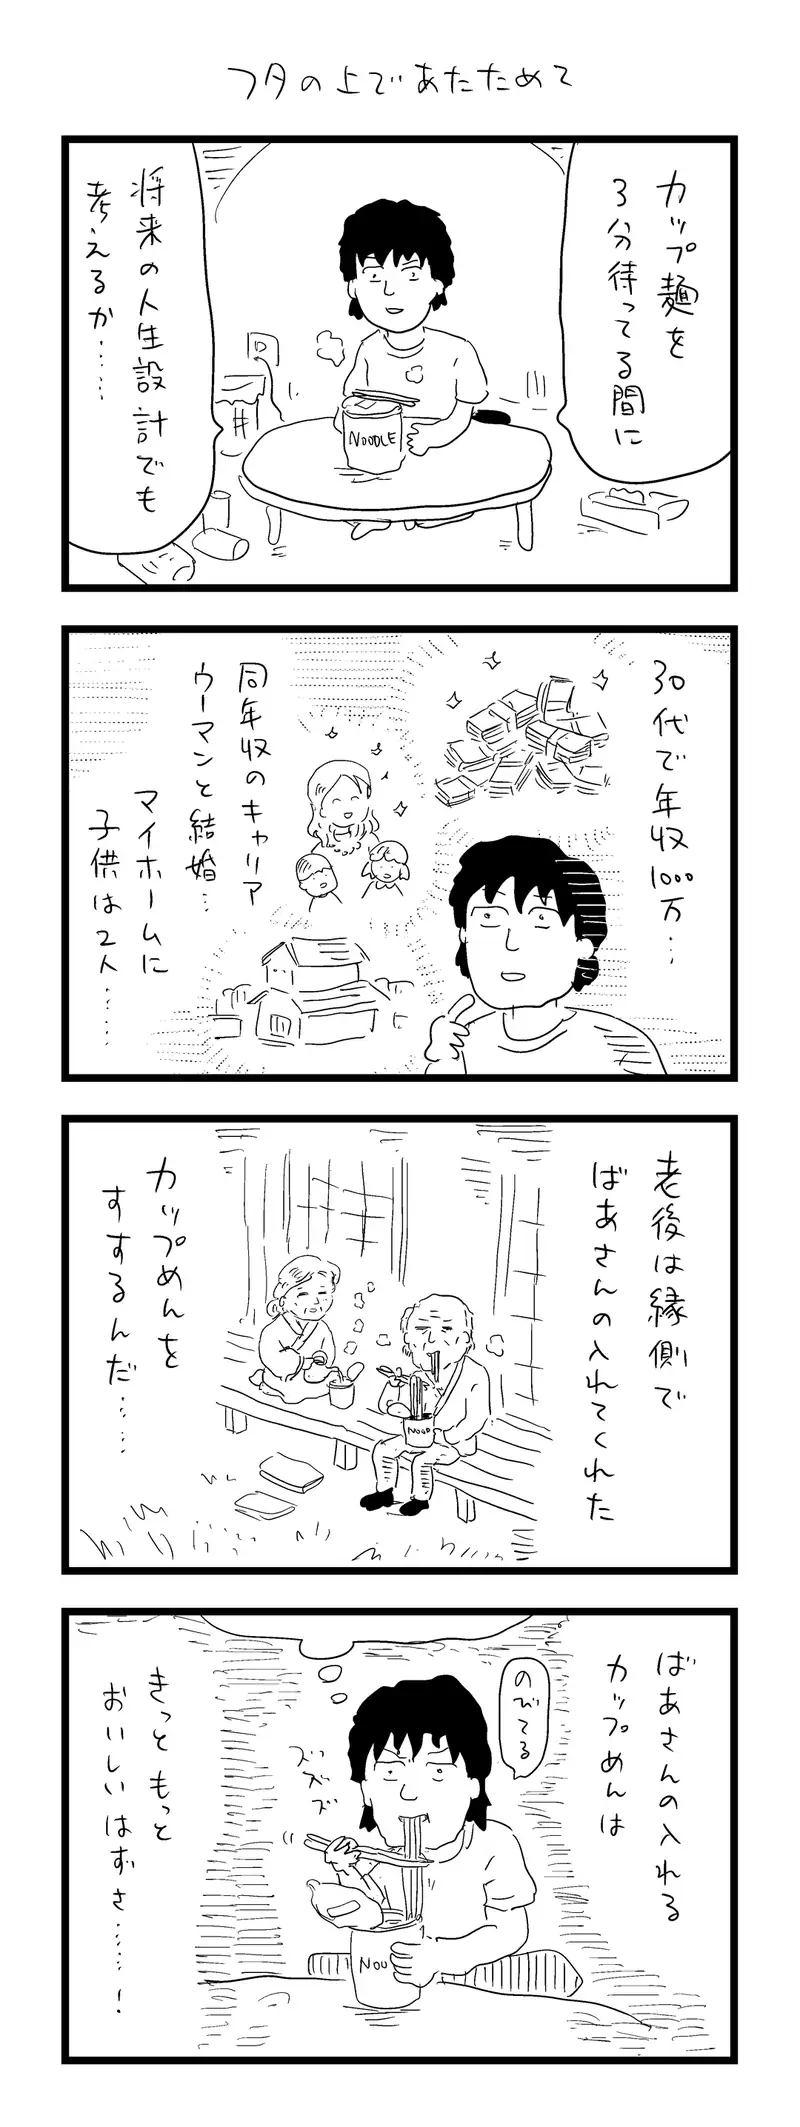 フタの上であたためて
カップ麺を
3分待ってる間に
将来の人生設計でも
考えるか……
NOODLE
30代で年収1000万…
同年収のキャリア
ウーマンと結婚…
マイホームに
子供は2人……
老後は縁側で
ばあさんの入れてくれた
カップめんを
すするんだ……
NOOD
ばあさんの入れる
カップめんは
のびてる
ズッ
ズズ
ズ
きっともっと
おいしいはずさ……!
NOO